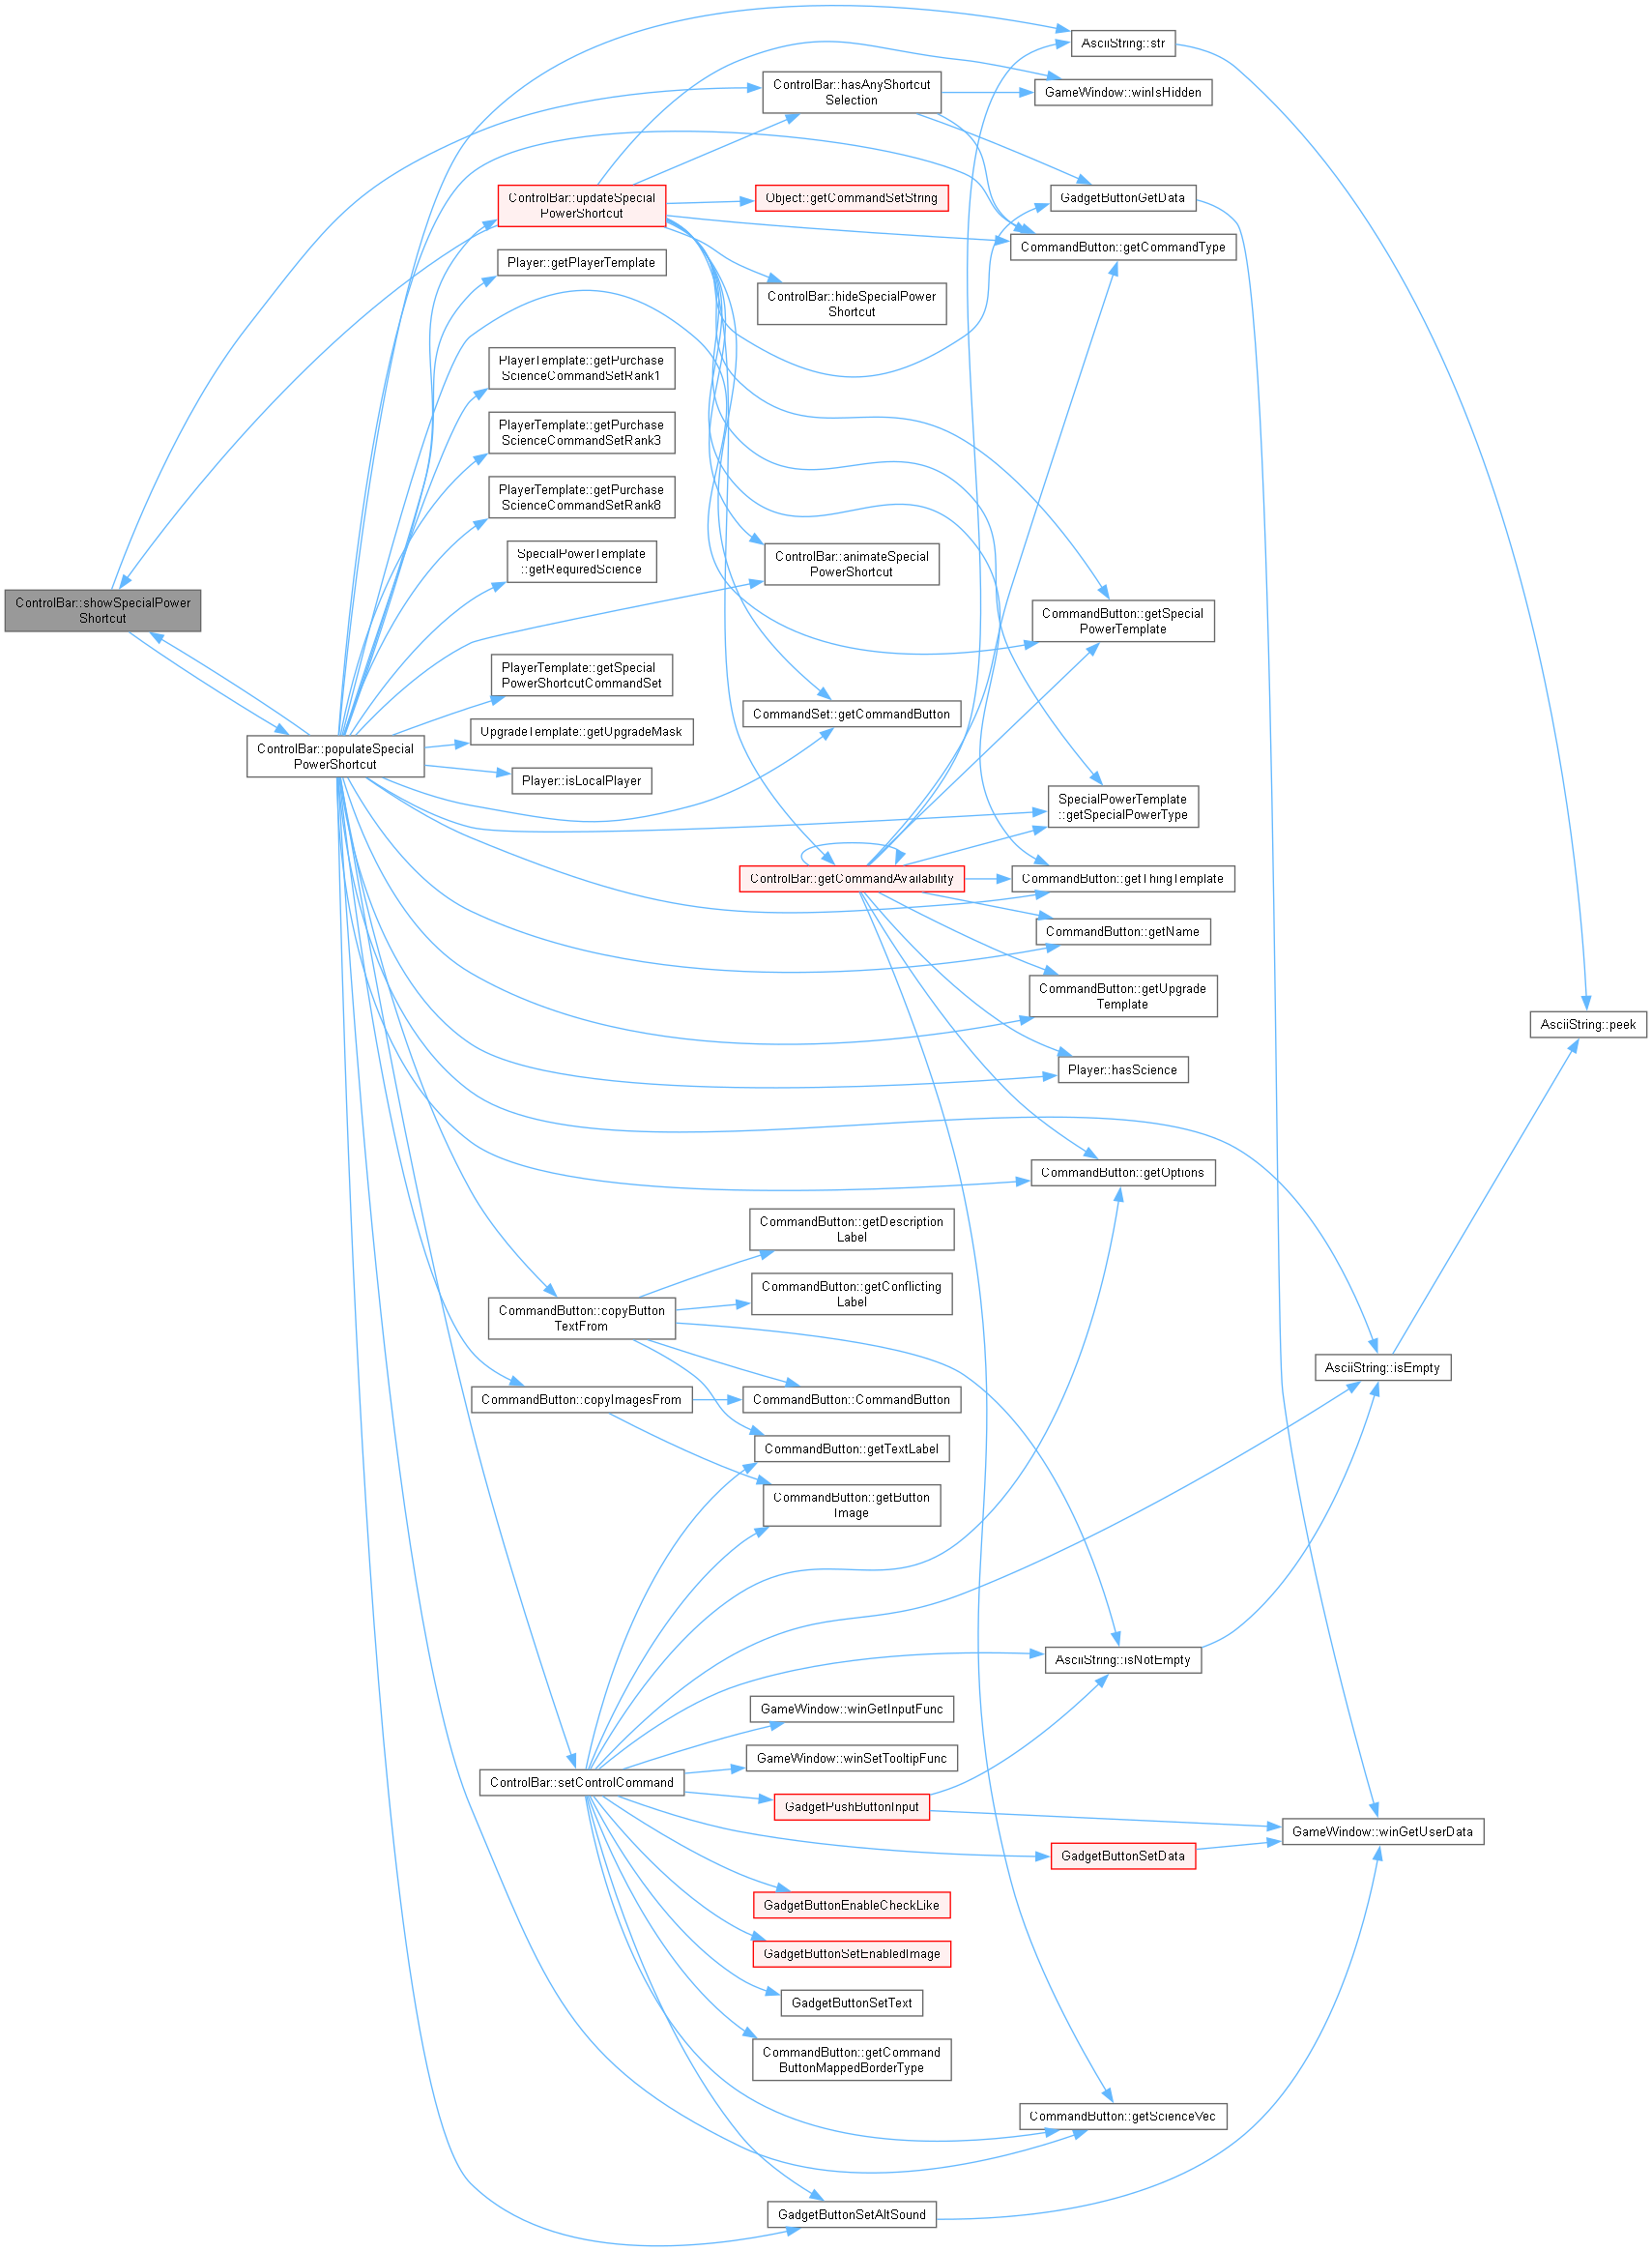 AsciiString::str
ControlBar::hasAnyShortcut
Selection
GameWindow::winIsHidden
ControlBar::updateSpecial
PowerShortcut
Object::getCommandSetString
GadgetButtonGetData
CommandButton::getCommandType
Player::getPlayerTemplate
ControlBar::hideSpecialPower
Shortcut
PlayerTemplate::getPurchase
ScienceCommandSetRank1
PlayerTemplate::getPurchase
ScienceCommandSetRank3
PlayerTemplate::getPurchase
ScienceCommandSetRank8
SpecialPowerTemplate
::getRequiredScience
ControlBar::animateSpecial
PowerShortcut
ControlBar::showSpecialPower
Shortcut
CommandButton::getSpecial
PowerTemplate
PlayerTemplate::getSpecial
PowerShortcutCommandSet
CommandSet::getCommandButton
UpgradeTemplate::getUpgradeMask
ControlBar::populateSpecial
PowerShortcut
Player::isLocalPlayer
SpecialPowerTemplate
::getSpecialPowerType
ControlBar::getCommandAvailability
CommandButton::getThingTemplate
CommandButton::getName
CommandButton::getUpgrade
Template
AsciiString::peek
Player::hasScience
CommandButton::getOptions
CommandButton::getDescription
Label
CommandButton::getConflicting
Label
CommandButton::copyButton
TextFrom
AsciiString::isEmpty
CommandButton::copyImagesFrom
CommandButton::CommandButton
CommandButton::getTextLabel
CommandButton::getButton
Image
AsciiString::isNotEmpty
GameWindow::winGetInputFunc
GameWindow::winSetTooltipFunc
ControlBar::setControlCommand
GadgetPushButtonInput
GameWindow::winGetUserData
GadgetButtonSetData
GadgetButtonEnableCheckLike
GadgetButtonSetEnabledImage
GadgetButtonSetText
CommandButton::getCommand
ButtonMappedBorderType
CommandButton::getScienceVec
GadgetButtonSetAltSound